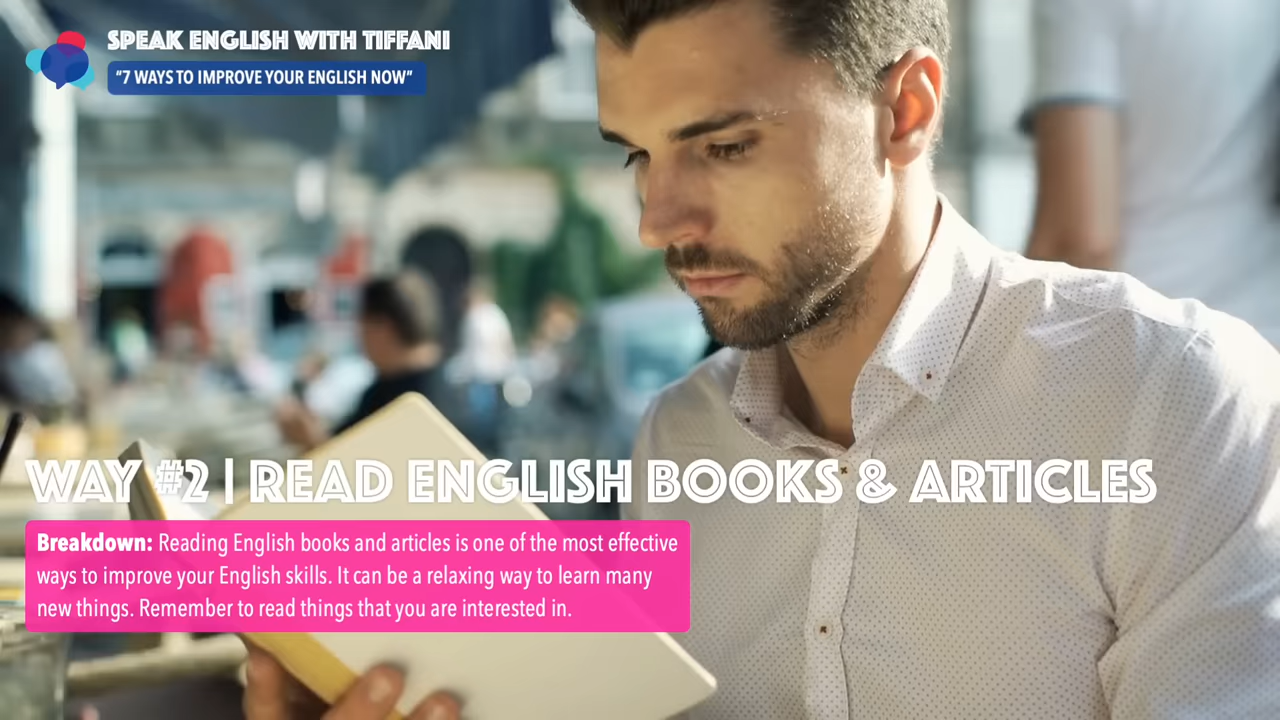 SPEAK ENGLISH WITH TIFFANI
“7 WAYS TO IMPROVE YOUR ENGLISH NOW”
WAY #2 | READ ENGLISH BOOKS & ARTICLES
Breakdown: Reading English books and articles is one of the most effective
ways to improve your English skills. It can be a relaxing way to learn many
new things. Remember to read things that you are interested in.